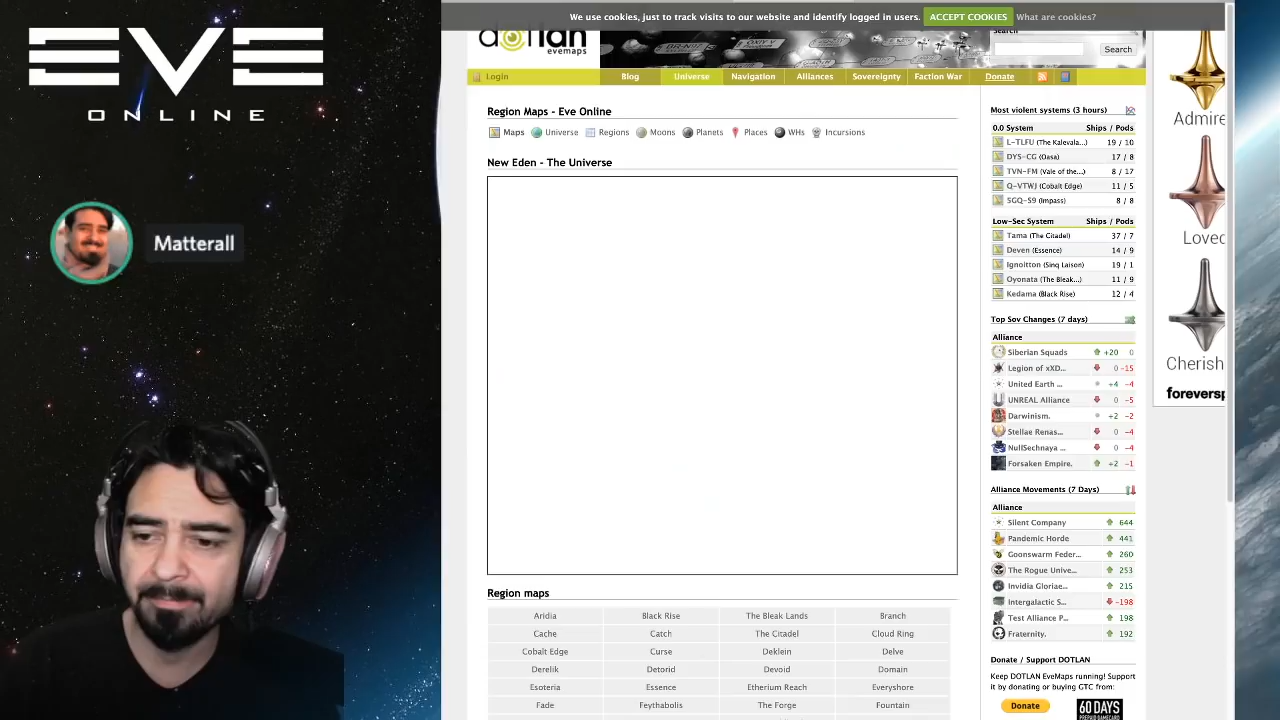 EVE
ONLINE
Matterall
We use cookies, just to track visits to our website and identify logged in users. ACCEPT COOKIES What are cookies?
dotlan
evemaps
Search
Search
Login Blog Universe Navigation Alliances Sovereignty Faction War Donate
Region Maps - Eve Online
Maps Universe Regions Moons Planets Places WHs Incursions
New Eden - The Universe
Region maps
Aridia Black Rise The Bleak Lands Branch
Cache Catch The Citadel Cloud Ring
Cobalt Edge Curse Deklein Delve
Derelik Detorid Devoid Domain
Esoteria Essence Etherium Reach Everyshore
Fade Feythabolis The Forge Fountain
Most violent systems (3 hours)
0.0 System Ships / Pods
L-TLFU (The Kalevala... 19 / 10
DYS-CG (Oasa) 17 / 8
TVN-FM (Vale of the...) 8 / 17
Q-VTWJ (Cobalt Edge) 11 / 5
SGQ-S9 (Impass) 8 / 8
Low-Sec System Ships / Pods
Tama (The Citadel) 37 / 7
Deven (Essence) 14 / 9
Ignoitton (Sinq Laison) 19 / 1
Oyonata (The Bleak...) 11 / 9
Kedama (Black Rise) 12 / 4
Top Sov Changes (7 days)
Alliance
Siberian Squads +20 0
Legion of xXD... 0 -15
United Earth ... +4 -4
UNREAL Alliance 0 -5
Darwinism. +2 -2
Stellae Renas... 0 -4
NullSechnaya ... 0 -4
Forsaken Empire. +2 -1
Alliance Movements (7 Days)
Alliance
Silent Company 644
Pandemic Horde 441
Goonswarm Feder... 260
The Rogue Unive... 253
Invidia Gloriae... 215
Intergalactic S... -198
Test Alliance P... 198
Fraternity. 192
Donate / Support DOTLAN
Keep DOTLAN EveMaps running! Support
it by donating or buying GTC from:
Donate
60 DAYS
PREPAID GAMECARD
Admire
Loved
Cherish
foreversp